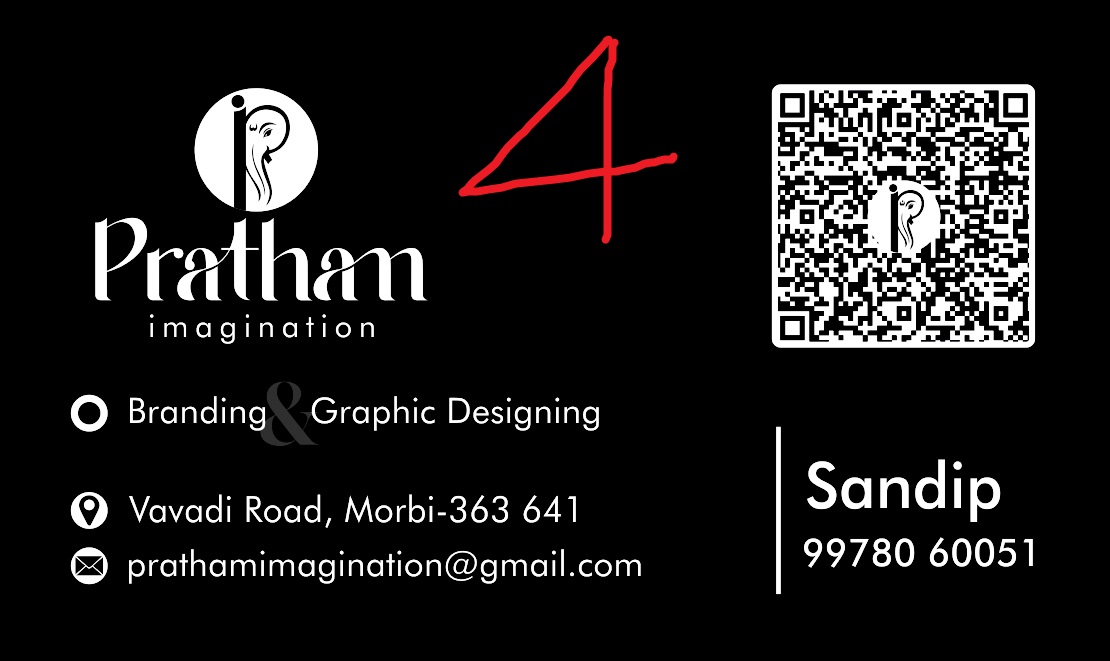 4
Pratham
imagination
Branding & Graphic Designing
Vavadi Road, Morbi-363 641
prathamimagination@gmail.com
Sandip
99780 60051